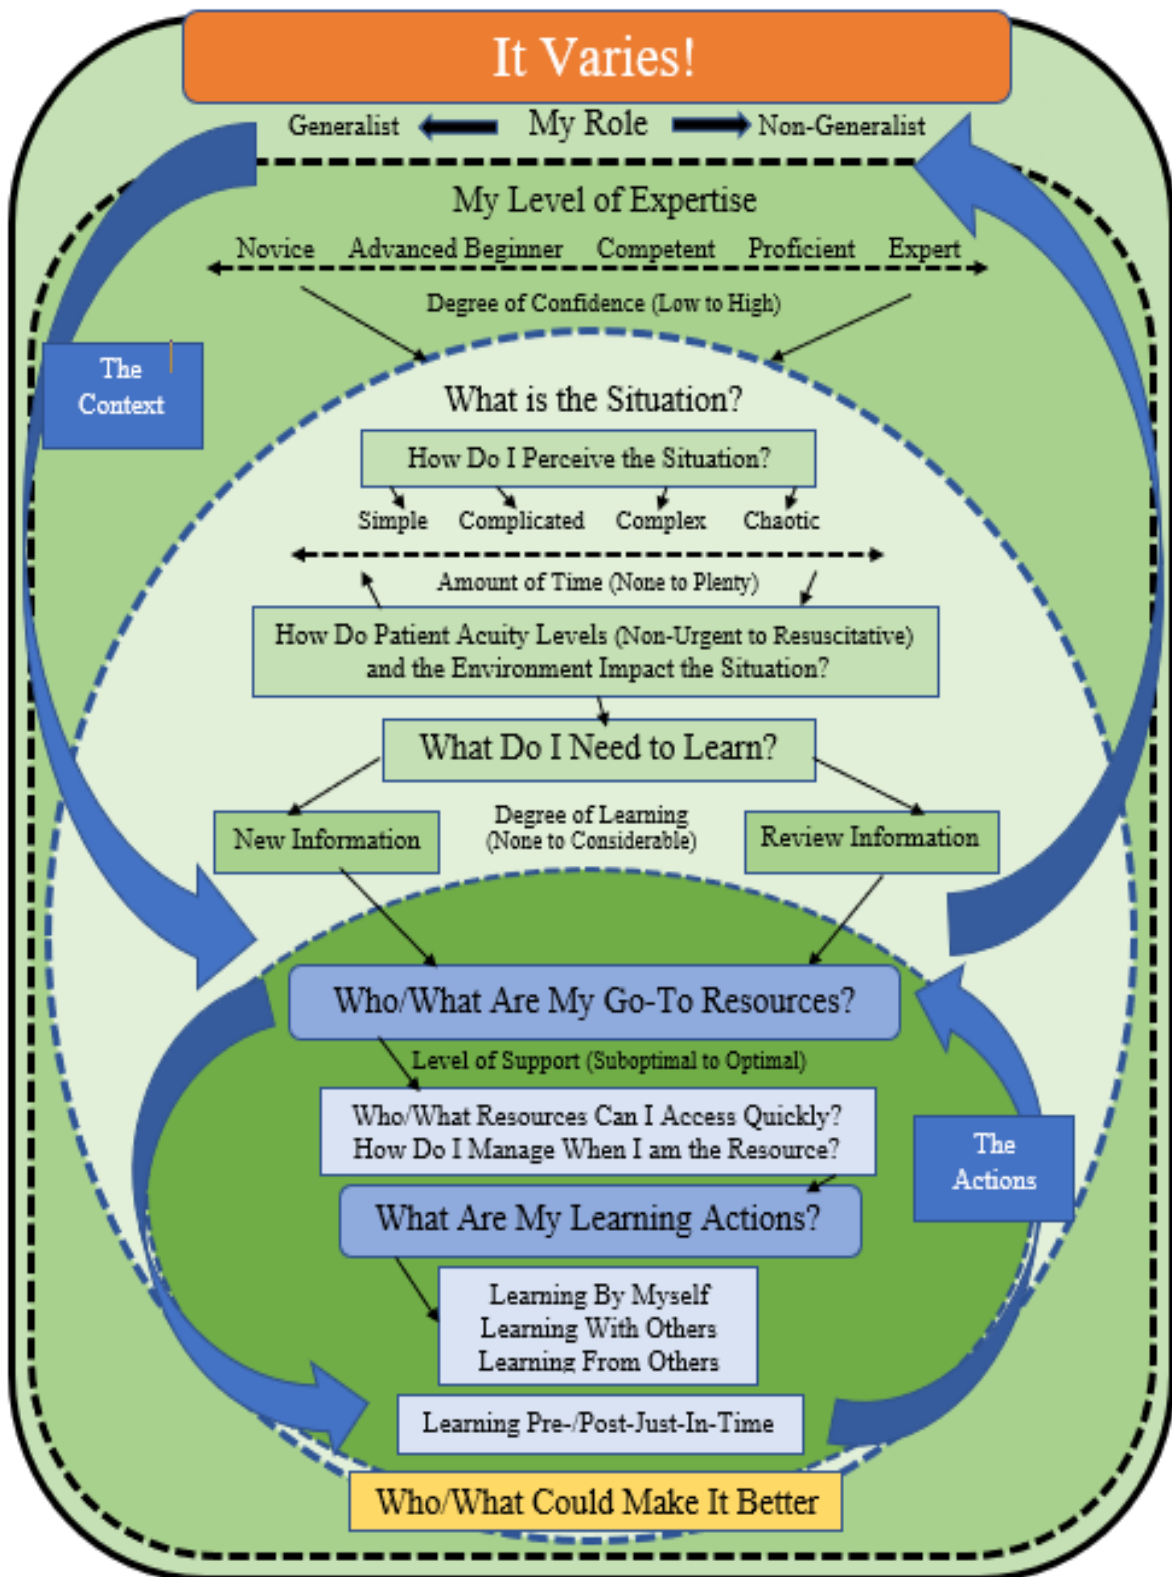 It Varies!
Generalist My Role Non-Generalist
My Level of Expertise
Novice Advanced Beginner Competent Proficient Expert
Degree of Confidence (Low to High)
The
Context
What is the Situation?
How Do I Perceive the Situation?
Simple Complicated Complex Chaotic
Amount of Time (None to Plenty)
How Do Patient Acuity Levels (Non-Urgent to Resuscitative)
and the Environment Impact the Situation?
What Do I Need to Learn?
New Information
Degree of Learning
(None to Considerable)
Review Information
Who/What Are My Go-To Resources?
Level of Support (Suboptimal to Optimal)
Who/What Resources Can I Access Quickly?
How Do I Manage When I am the Resource?
The
Actions
What Are My Learning Actions?
Learning By Myself
Learning With Others
Learning From Others
Learning Pre-/Post-Just-In-Time
Who/What Could Make It Better